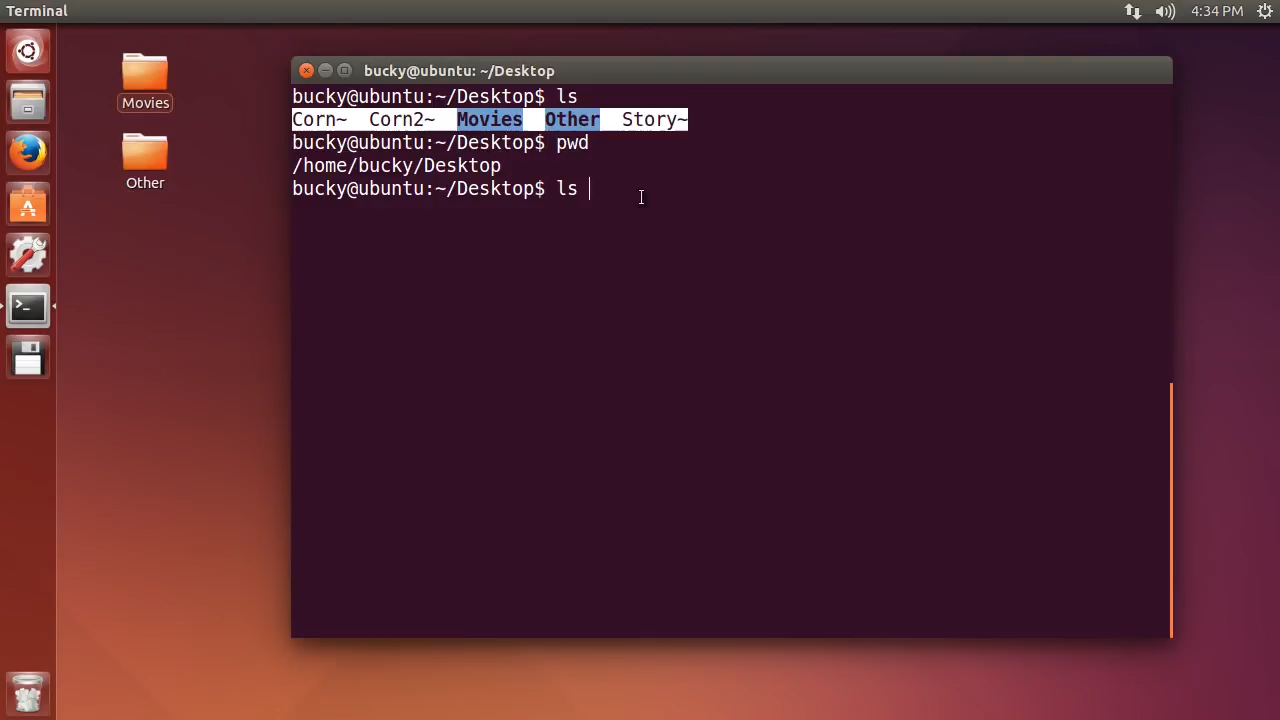 Terminal
4:34 PM
Movies
Other
bucky@ubuntu: ~/Desktop
bucky@ubuntu:~/Desktop$ ls
Corn~  Corn2~  Movies  Other  Story~
bucky@ubuntu:~/Desktop$ pwd
/home/bucky/Desktop
bucky@ubuntu:~/Desktop$ ls